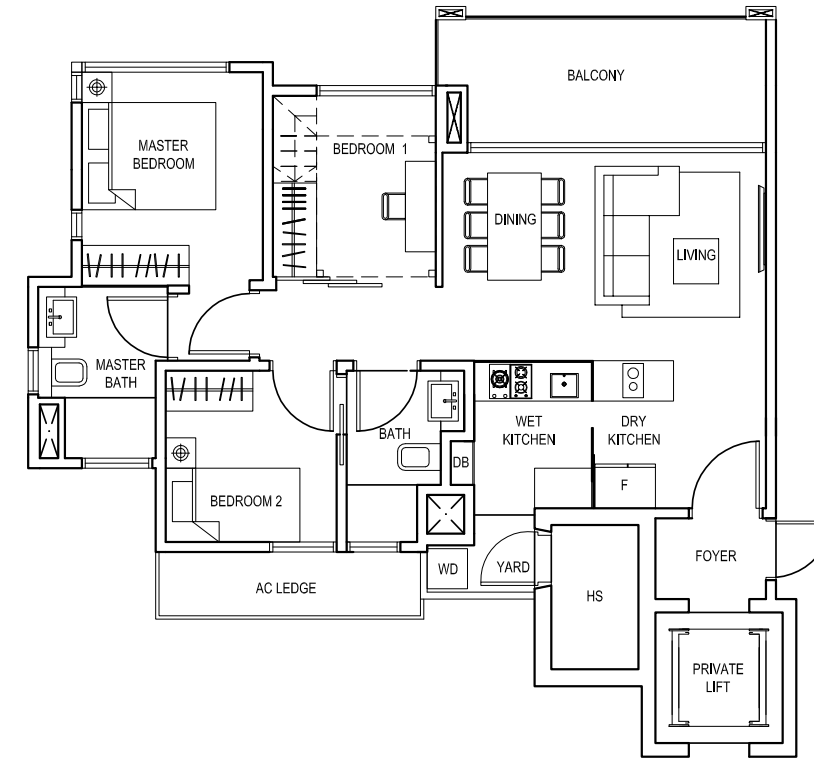 BALCONY
MASTER
BEDROOM
BEDROOM 1
DINING
LIVING
MASTER
BATH
BATH
WET
KITCHEN
DRY
KITCHEN
DB
F
BEDROOM 2
WD
YARD
FOYER
AC LEDGE
HS
PRIVATE
LIFT